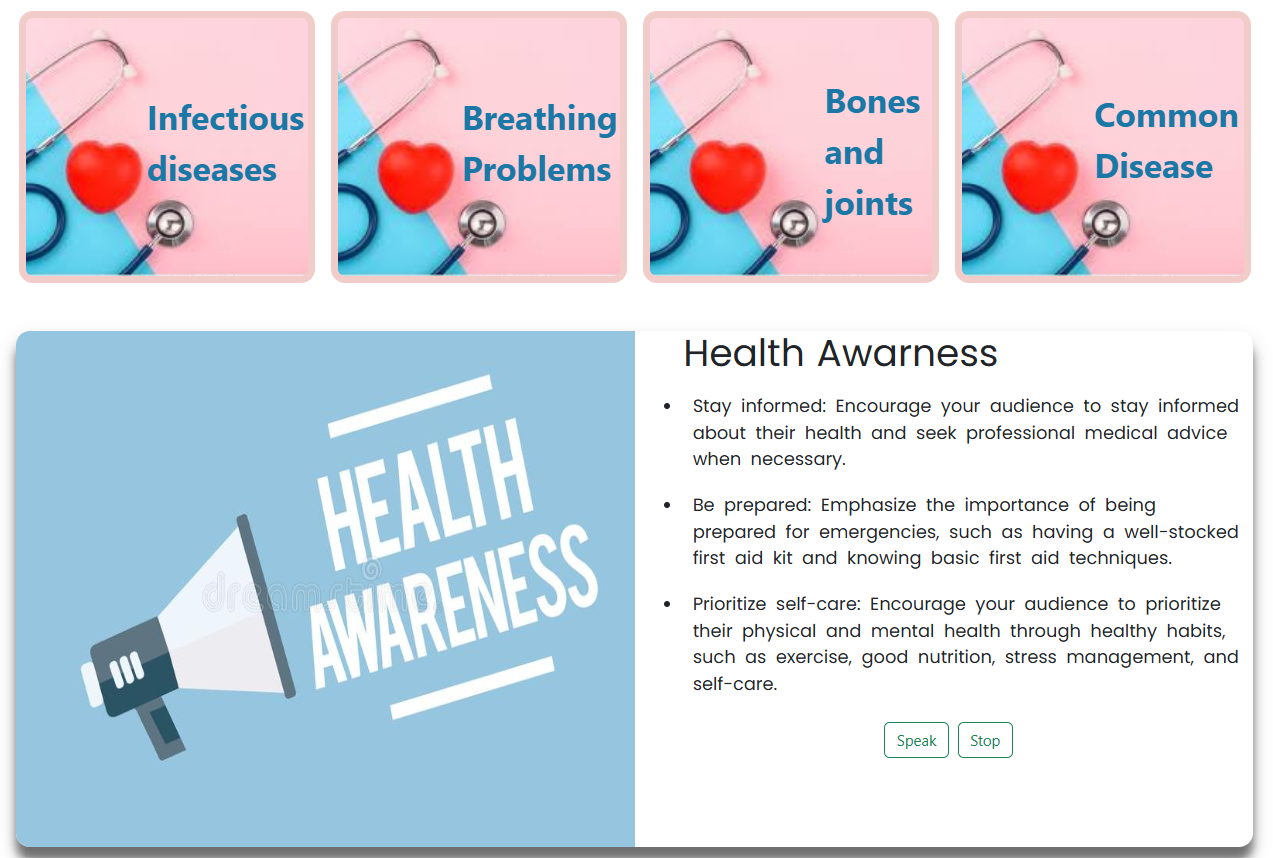 Infectious
diseases
Breathing
Problems
Bones
and
joints
Common
Disease
HEALTH
AWARENESS
dreamstime
Health Awarness
• Stay informed: Encourage your audience to stay informed
about their health and seek professional medical advice
when necessary.
• Be prepared: Emphasize the importance of being
prepared for emergencies, such as having a well-stocked
first aid kit and knowing basic first aid techniques.
• Prioritize self-care: Encourage your audience to prioritize
their physical and mental health through healthy habits,
such as exercise, good nutrition, stress management, and
self-care.
Speak Stop